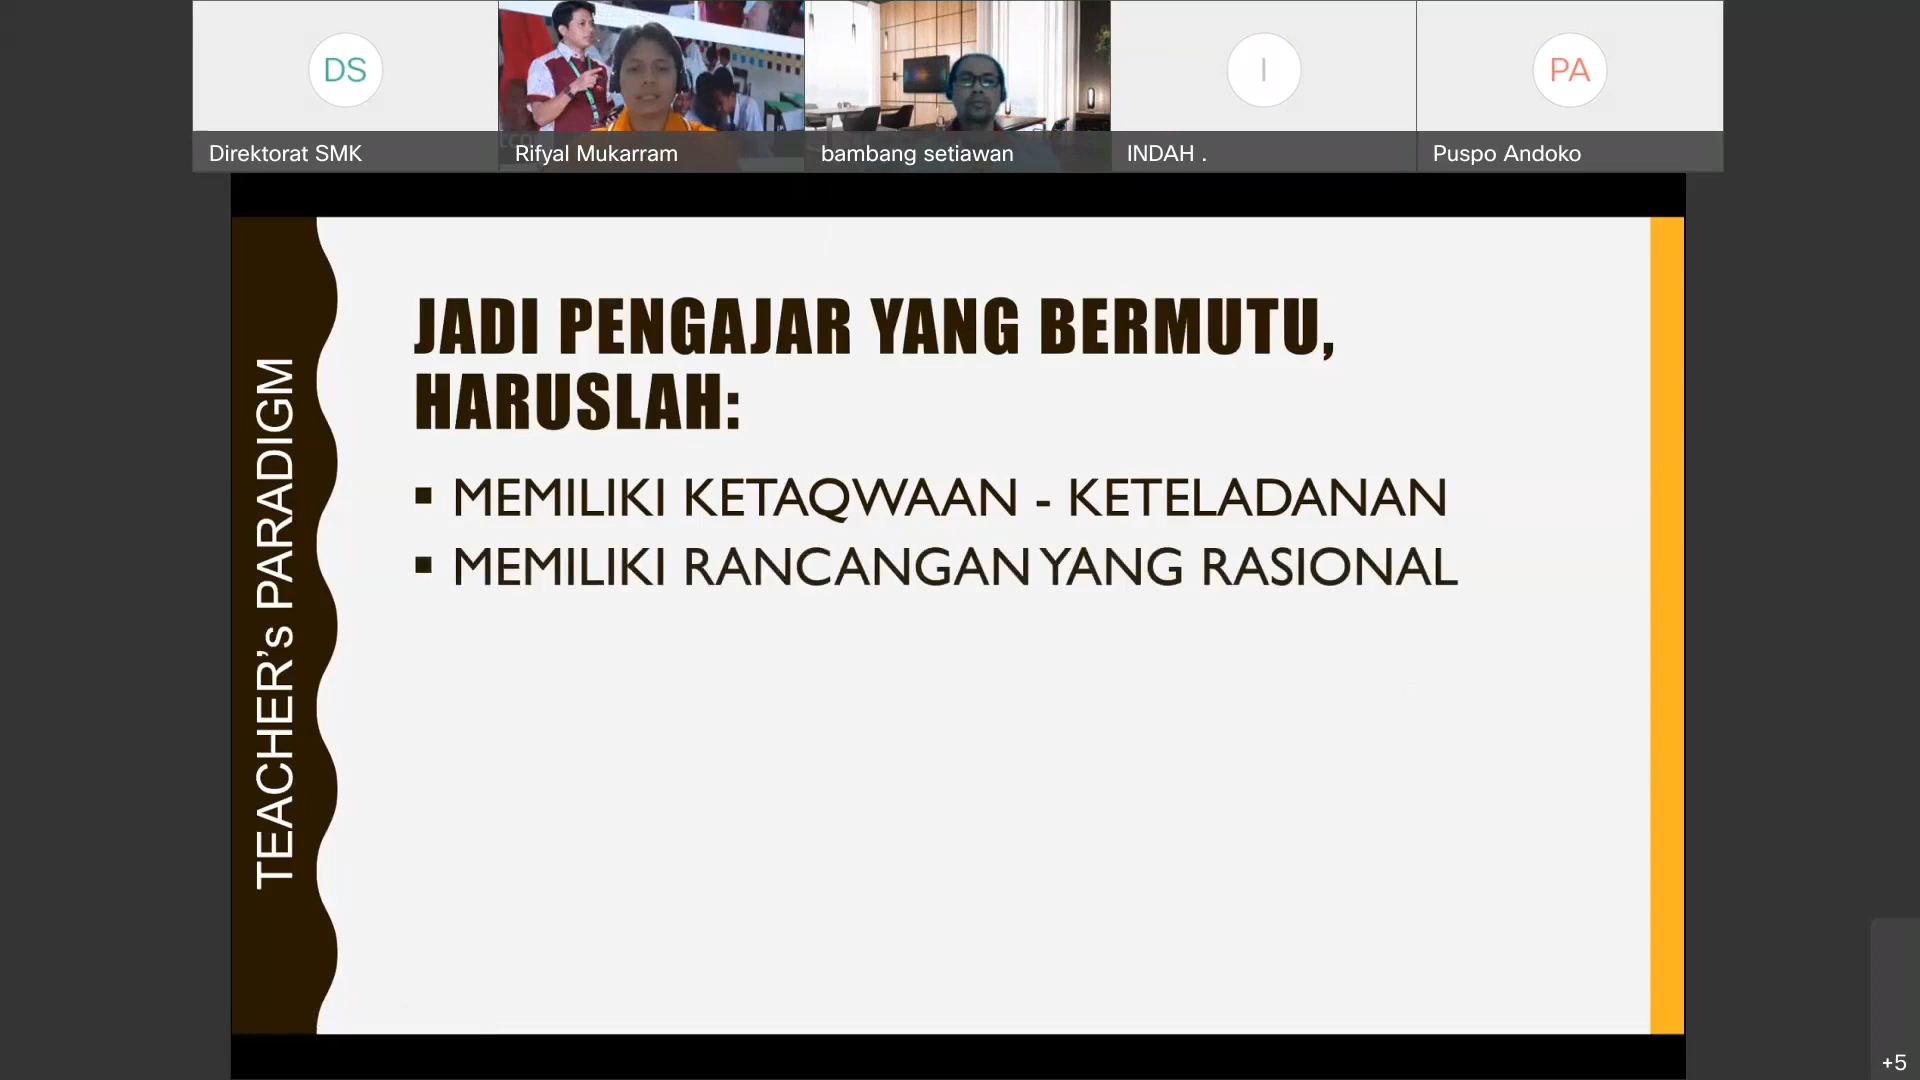 DS
Direktorat SMK
Rifyal Mukarram
bambang setiawan
I
INDAH .
PA
Puspo Andoko
TEACHER’s PARADIGM
JADI PENGAJAR YANG BERMUTU,
HARUSLAH:
▪ MEMILIKI KETAQWAAN - KETELADANAN
▪ MEMILIKI RANCANGAN YANG RASIONAL
+5